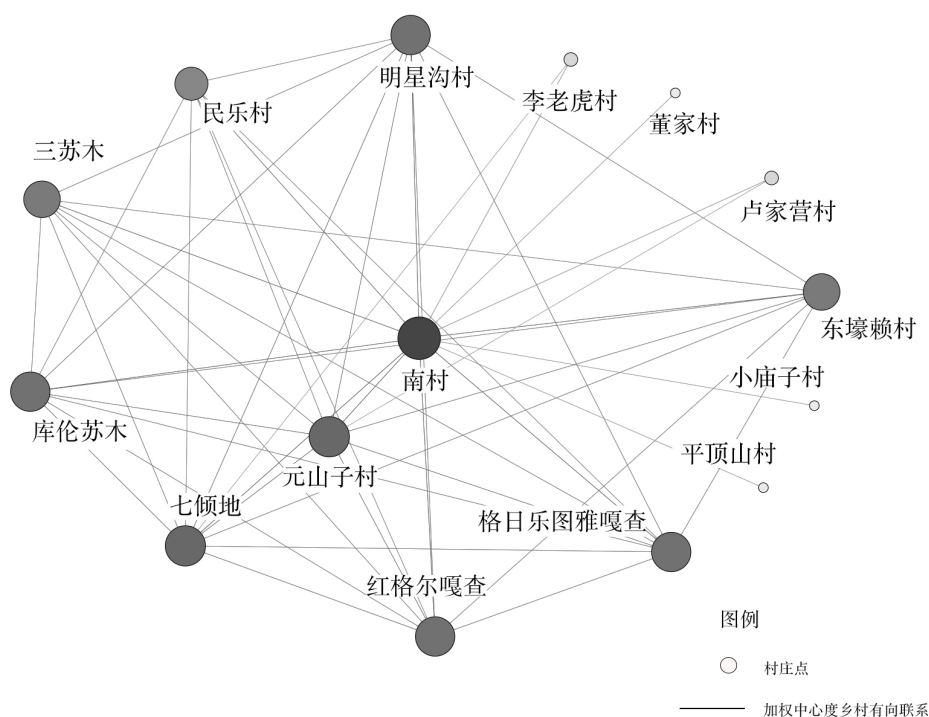 明星沟村
李老虎村
民乐村
董家村
三苏木
卢家营村
东壕赖村
南村
小庙子村
库伦苏木
平顶山村
元山子村
七倾地
格日乐图雅嘎查
红格尔嘎查
图例
村庄点
加权中心度乡村有向联系